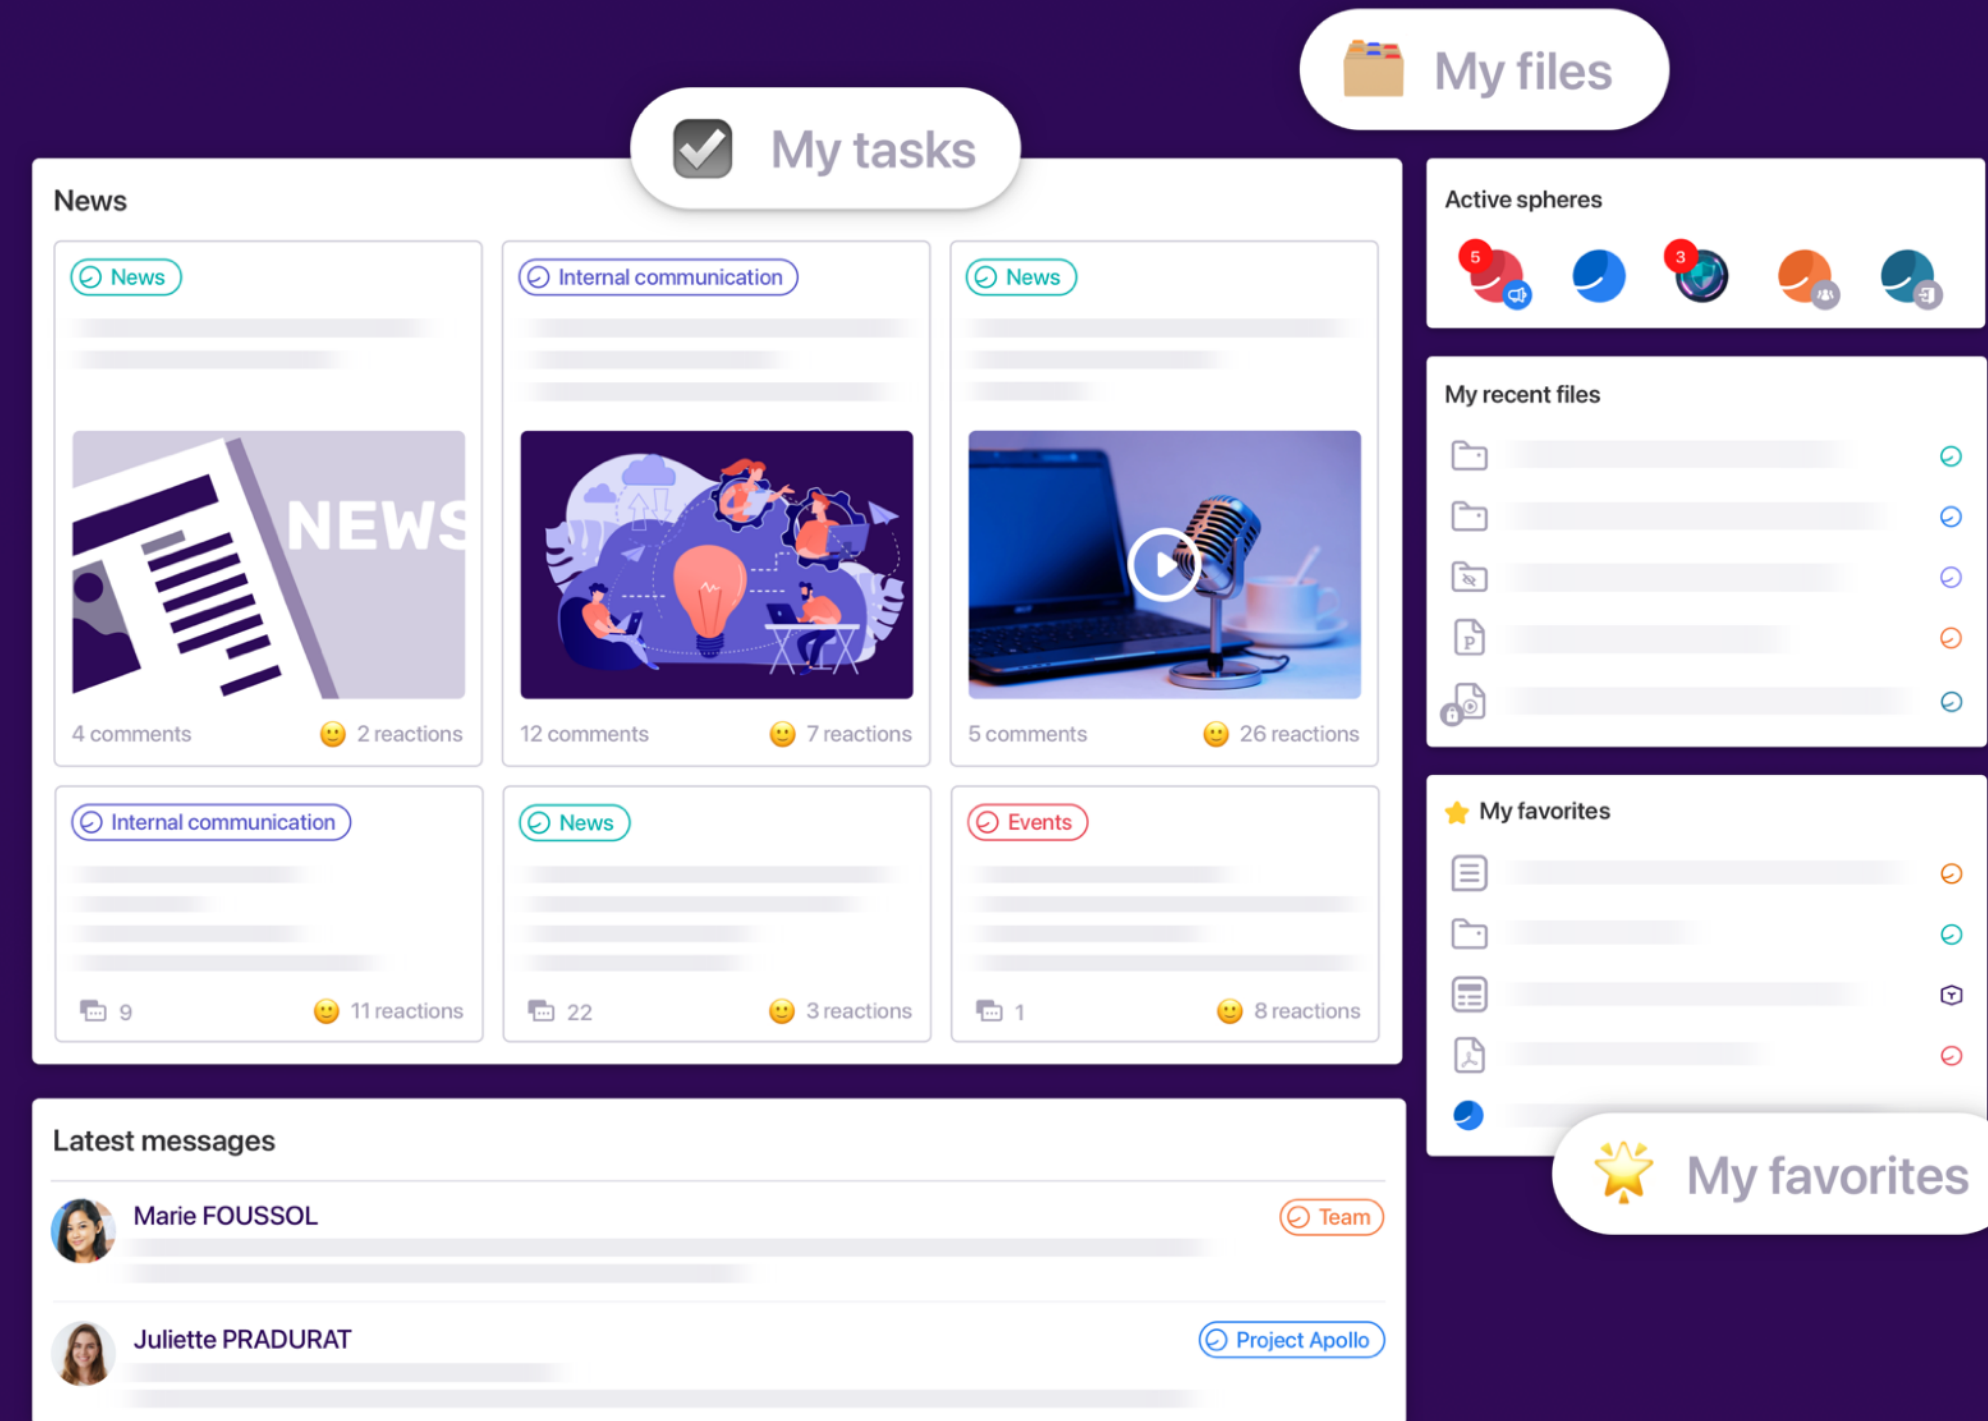 My files
My tasks
News
News
Internal communication
News
NEWS
4 comments
2 reactions
12 comments
7 reactions
5 comments
26 reactions
Internal communication
News
Events
9
11 reactions
22
3 reactions
1
8 reactions
Latest messages
Marie FOUSSOL
Team
Juliette PRADURAT
Project Apollo
Active spheres
5
3
My recent files
P
My favorites
My favorites